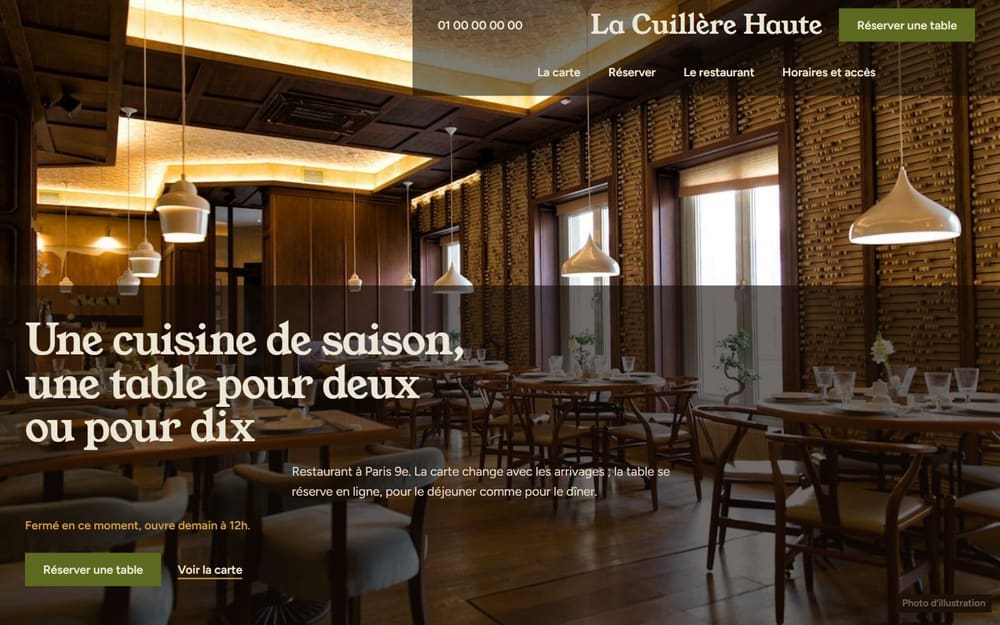 01 00 00 00 00
La Cuillère Haute
Réserver une table
La carte Réserver Le restaurant Horaires et accès
Une cuisine de saison,
une table pour deux
ou pour dix
Restaurant à Paris 9e. La carte change avec les arrivages ; la table se
réserve en ligne, pour le déjeuner comme pour le dîner.
Fermé en ce moment, ouvre demain à 12h.
Réserver une table Voir la carte
Photo d'illustration